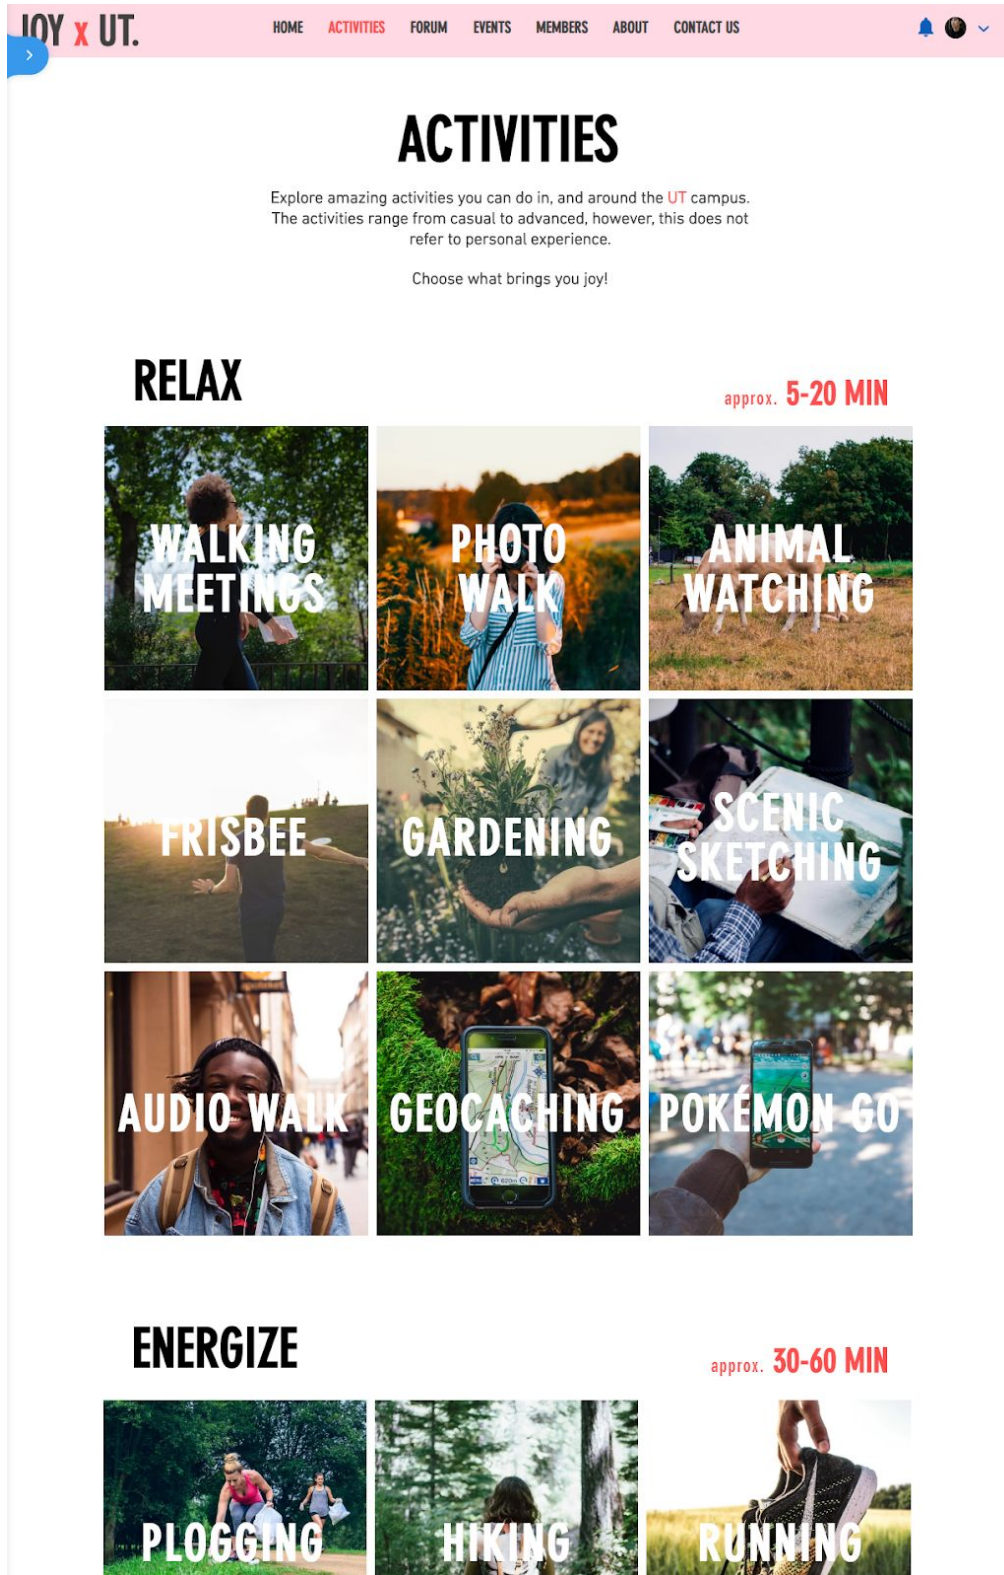 JOY x UT.
HOME ACTIVITIES FORUM EVENTS MEMBERS ABOUT CONTACT US
ACTIVITIES
Explore amazing activities you can do in, and around the UT campus.
The activities range from casual to advanced, however, this does not
refer to personal experience.
Choose what brings you joy!
RELAX
approx. 5-20 MIN
WALKING
MEETINGS
PHOTO
WALK
ANIMAL
WATCHING
FRISBEE
GARDENING
SCENIC
SKETCHING
AUDIO WALK
GEOCACHING
POKÉMON GO
ENERGIZE
approx. 30-60 MIN
PLOGGING
HIKING
RUNNING